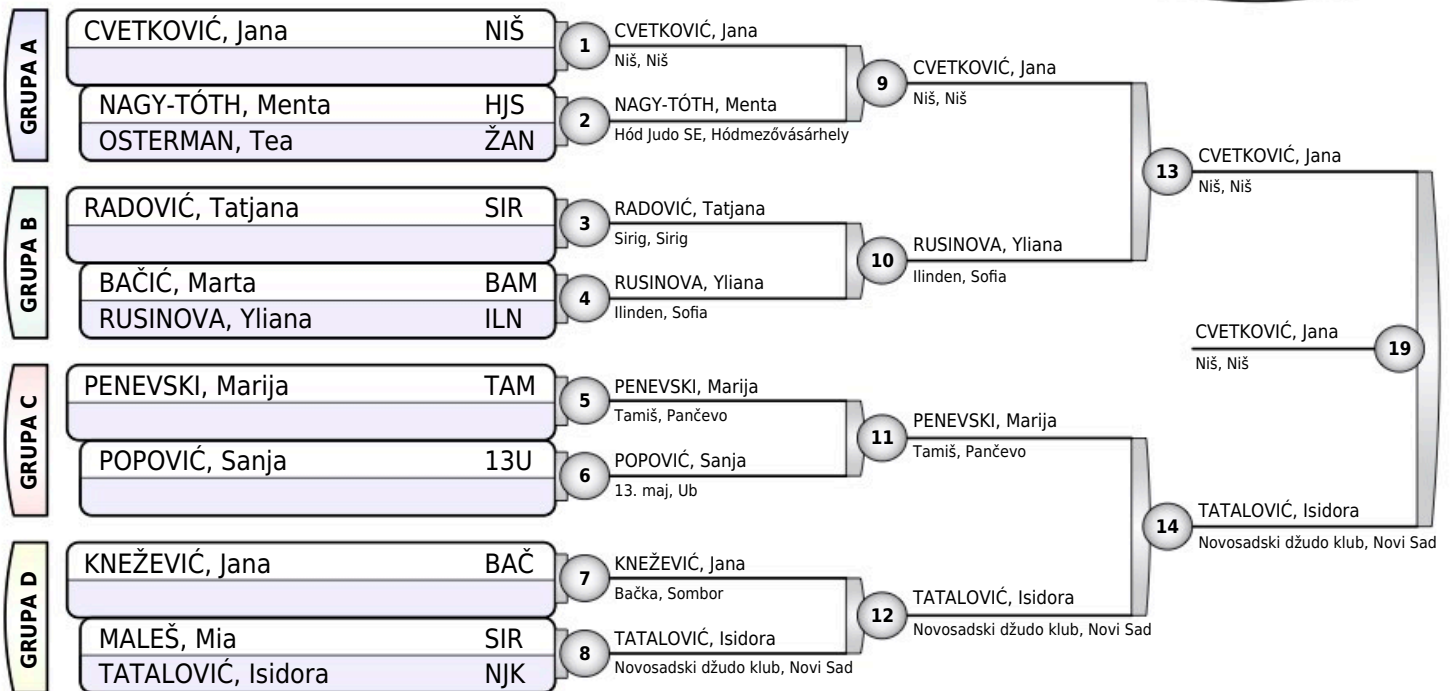 GRUPA A
CVETKOVIĆ, Jana NIŠ
NAGY-TÓTH, Menta HJS
OSTERMAN, Tea ŽAN
GRUPA B
RADOVIĆ, Tatjana SIR
BAČIĆ, Marta BAM
RUSINOVA, Yliana ILN
GRUPA C
PENEVSKI, Marija TAM
POPOVIĆ, Sanja 13U
GRUPA D
KNEŽEVIĆ, Jana BAČ
MALEŠ, Mia SIR
TATALOVIĆ, Isidora NJK
1
CVETKOVIĆ, Jana
Niš, Niš
2
NAGY-TÓTH, Menta
Hód Judo SE, Hódmezővásárhely
3
RADOVIĆ, Tatjana
Sirig, Sirig
4
RUSINOVA, Yliana
Ilinden, Sofia
5
PENEVSKI, Marija
Tamiš, Pančevo
6
POPOVIĆ, Sanja
13. maj, Ub
7
KNEŽEVIĆ, Jana
Bačka, Sombor
8
TATALOVIĆ, Isidora
Novosadski džudo klub, Novi Sad
9
CVETKOVIĆ, Jana
Niš, Niš
10
RUSINOVA, Yliana
Ilinden, Sofia
11
PENEVSKI, Marija
Tamiš, Pančevo
12
TATALOVIĆ, Isidora
Novosadski džudo klub, Novi Sad
13
CVETKOVIĆ, Jana
Niš, Niš
14
TATALOVIĆ, Isidora
Novosadski džudo klub, Novi Sad
CVETKOVIĆ, Jana
Niš, Niš
19